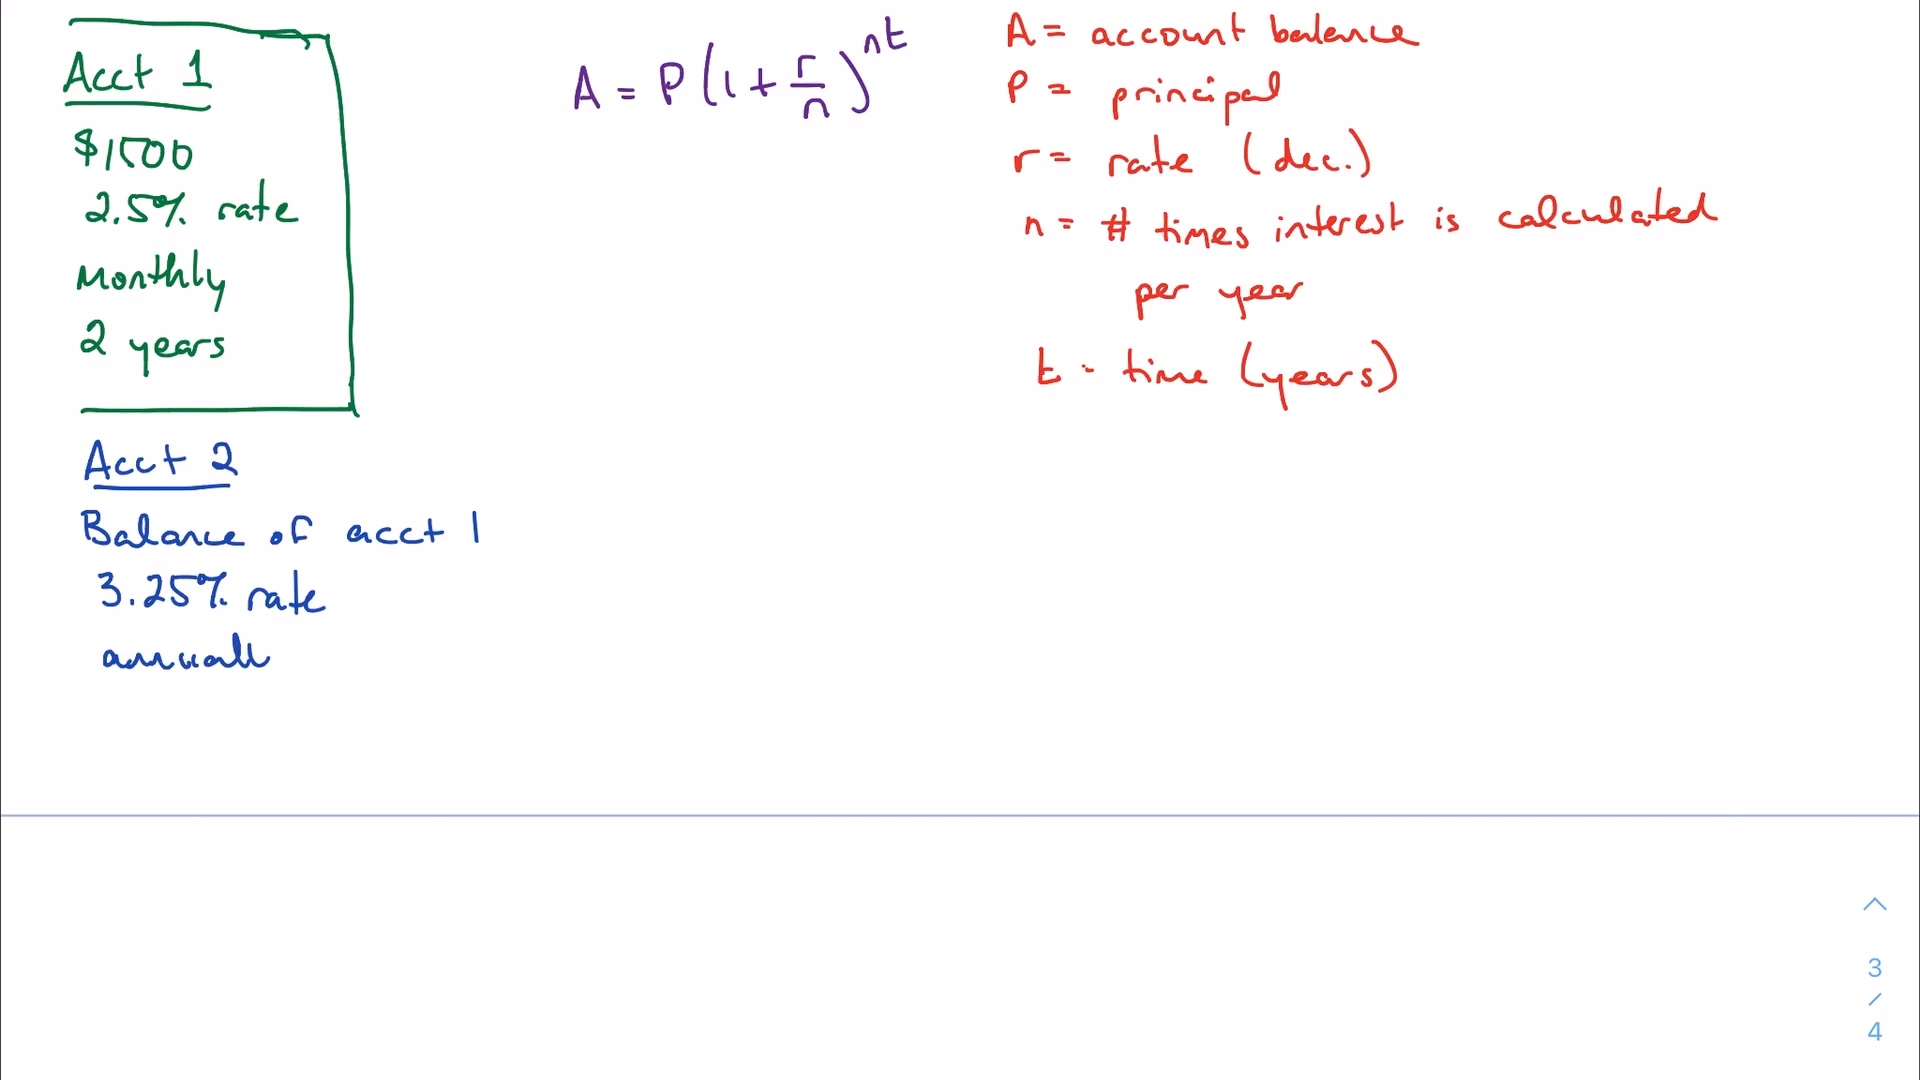 Acct 1
$1500
2.5% rate
Monthly
2 years
A = P(1 + r/n)^nt
A = account balance
P = principal
r = rate (dec.)
n = # times interest is calculated
per year
t - time (years)
Acct 2
Balance of acct 1
3.25% rate
annuall
3
/
4